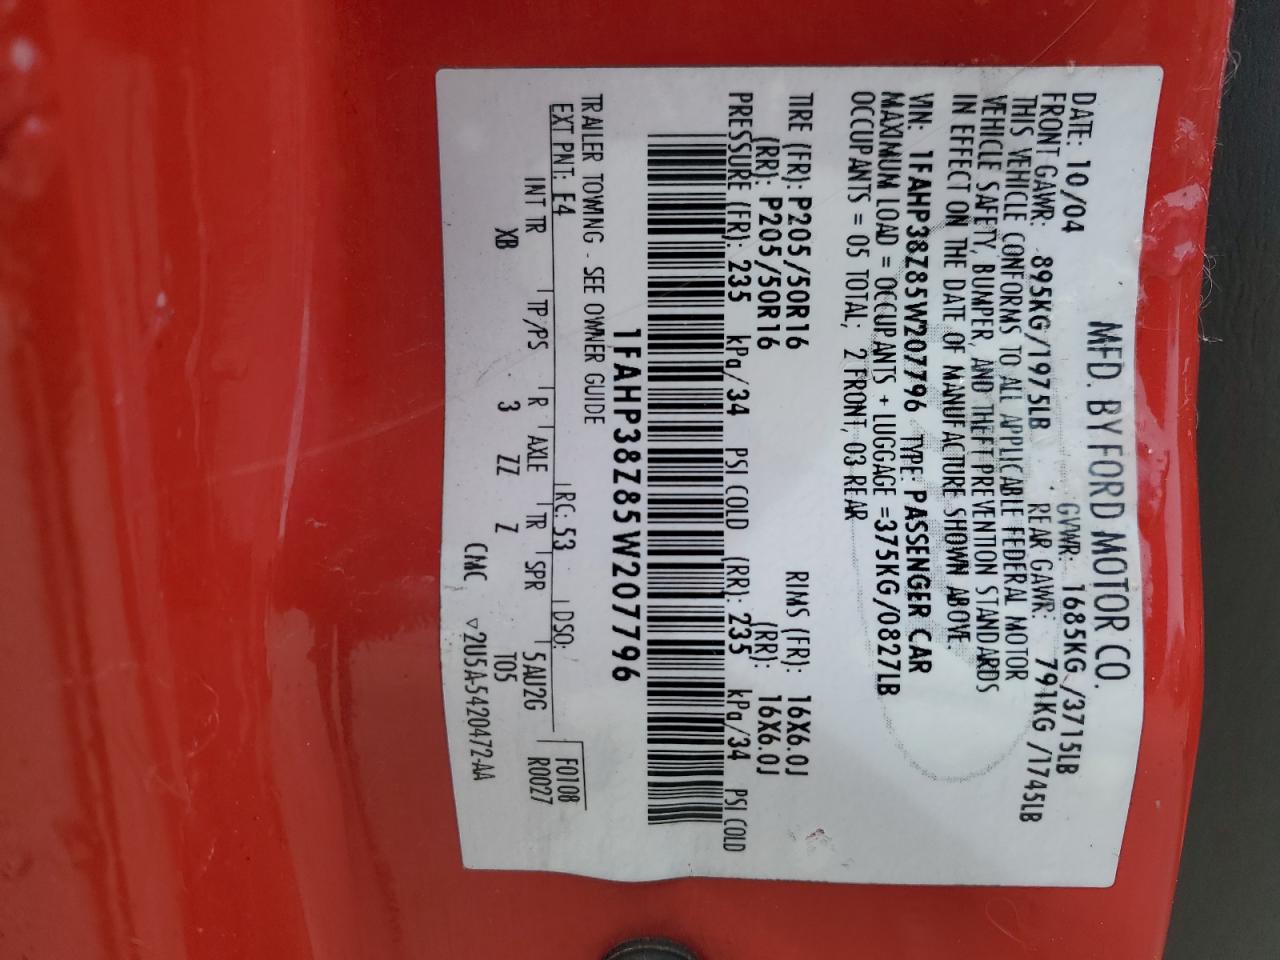 MFD. BY FORD MOTOR CO.
DATE: 10/04 GVWR: 1685KG /3715LB
FRONT GAWR: 895KG/1975LB REAR GAWR: 791KG /1745LB
THIS VEHICLE CONFORMS TO ALL APPLICABLE FEDERAL MOTOR
VEHICLE SAFETY, BUMPER, AND THEFT PREVENTION STANDARDS
IN EFFECT ON THE DATE OF MANUFACTURE SHOWN ABOVE.
VIN: 1FAHP38Z85W207796 TYPE: PASSENGER CAR
MAXIMUM LOAD = OCCUPANTS + LUGGAGE =375KG/0827LB
OCCUPANTS = 05 TOTAL; 2 FRONT, 03 REAR
TIRE (FR): P205/50R16 RIMS (FR): 16X6.0J
(RR): P205/50R16 (RR): 16X6.0J
PRESSURE (FR): 235 kPa/34 PSI COLD (RR): 235 kPa/34 PSI COLD
1FAHP38Z85W207796
TRAILER TOWING - SEE OWNER GUIDE
EXT PNT: E4 RC: 53 DSO: F0108
INT TR TP/PS R AXLE TR SPR 5AU2G R0027
XB 3 ZZ Z T05
CMC ▿2U5A-5420472-AA